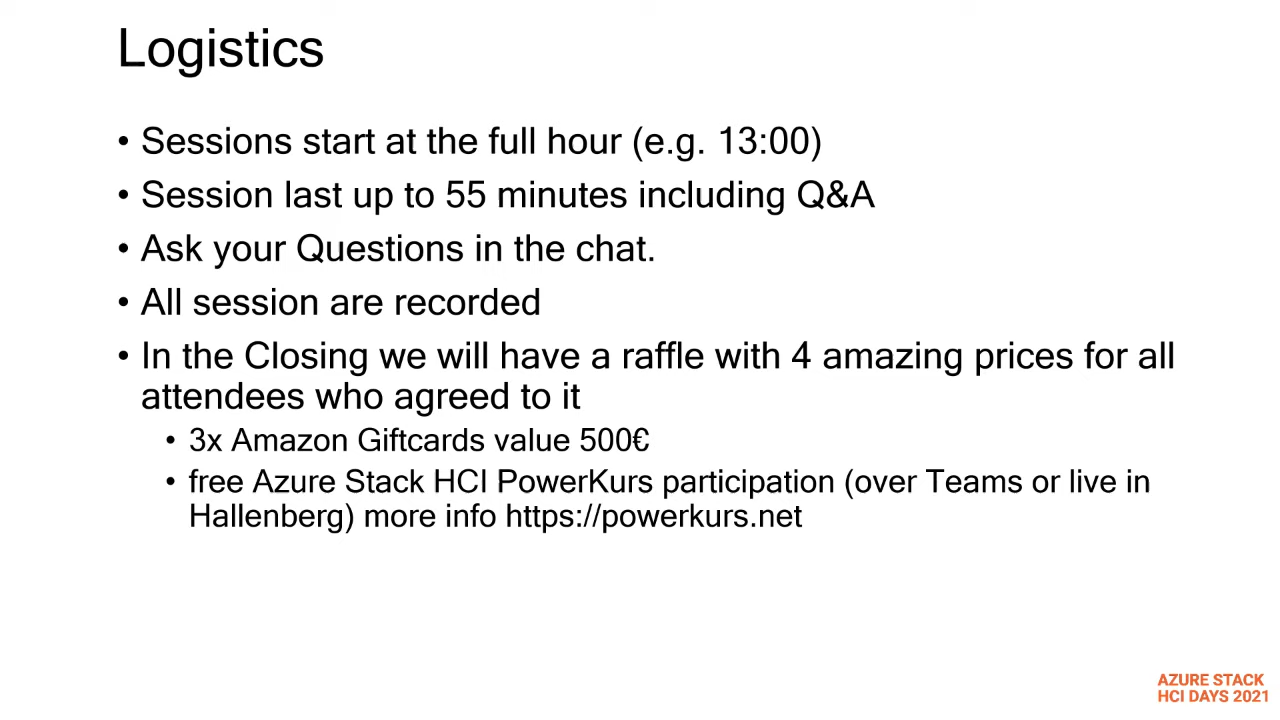 Logistics
• Sessions start at the full hour (e.g. 13:00)
• Session last up to 55 minutes including Q&A
• Ask your Questions in the chat.
• All session are recorded
• In the Closing we will have a raffle with 4 amazing prices for all
attendees who agreed to it
• 3x Amazon Giftcards value 500€
• free Azure Stack HCI PowerKurs participation (over Teams or live in
Hallenberg) more info https://powerkurs.net
AZURE STACK
HCI DAYS 2021